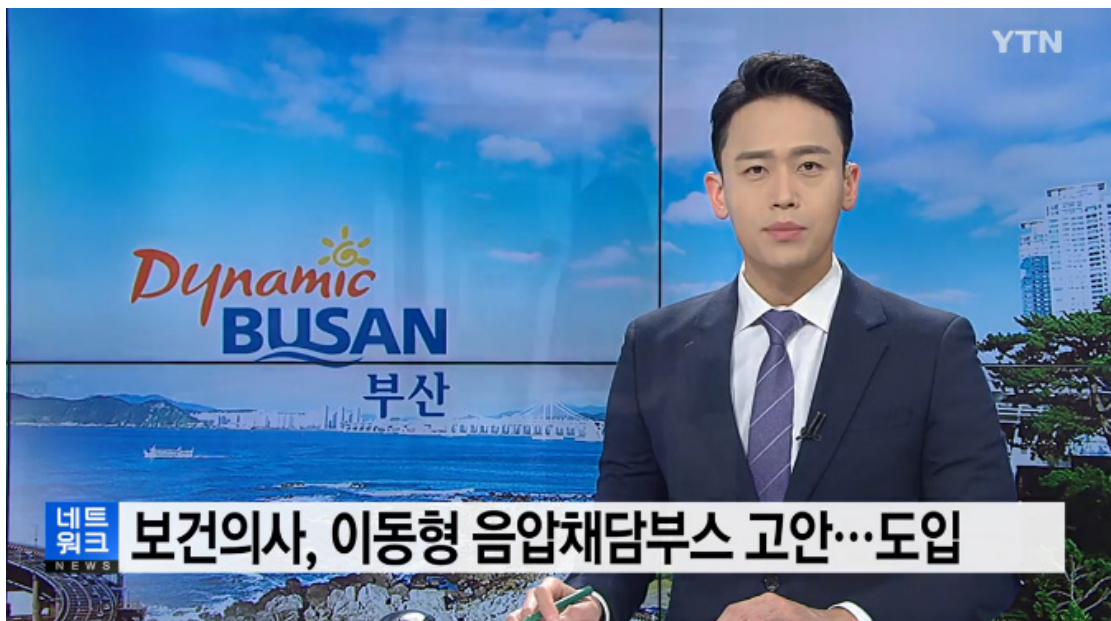 YTN
Dynamic
BUSAN
부산
네트
워크
NEWS
보건의사, 이동형 음압채담부스 고안…도입